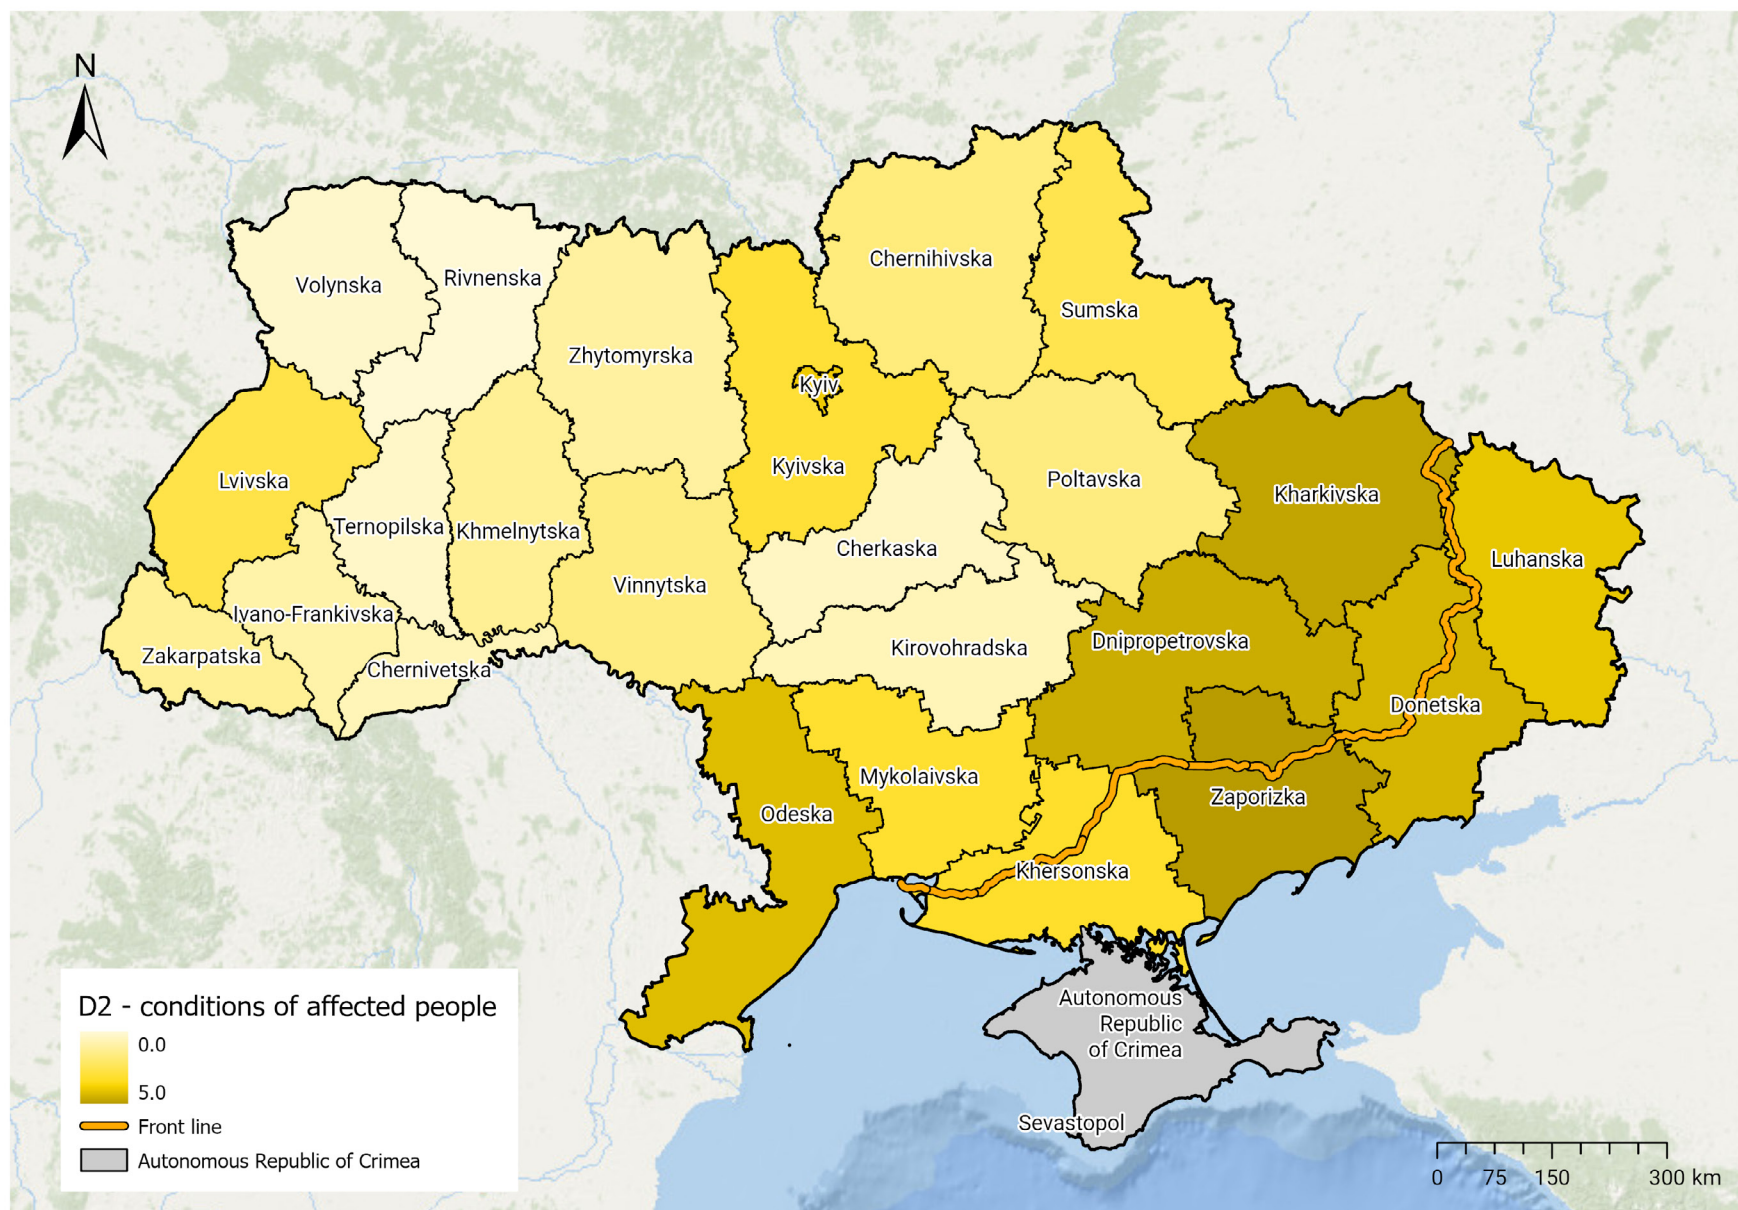 N
Volynska
Rivnenska
Zhytomyrska
Chernihivska
Sumska
Kyiv
Kyivska
Lvivska
Ternopilska
Khmelnytska
Vinnytska
Cherkaska
Poltavska
Kharkivska
Luhanska
Ivano-Frankivska
Zakarpatska
Chernivetska
Kirovohradska
Dnipropetrovska
Donetska
Odeska
Mykolaivska
Zaporizka
Khersonska
Autonomous
Republic
of Crimea
Sevastopol
D2 - conditions of affected people
0.0
5.0
Front line
Autonomous Republic of Crimea
0 75 150 300 km